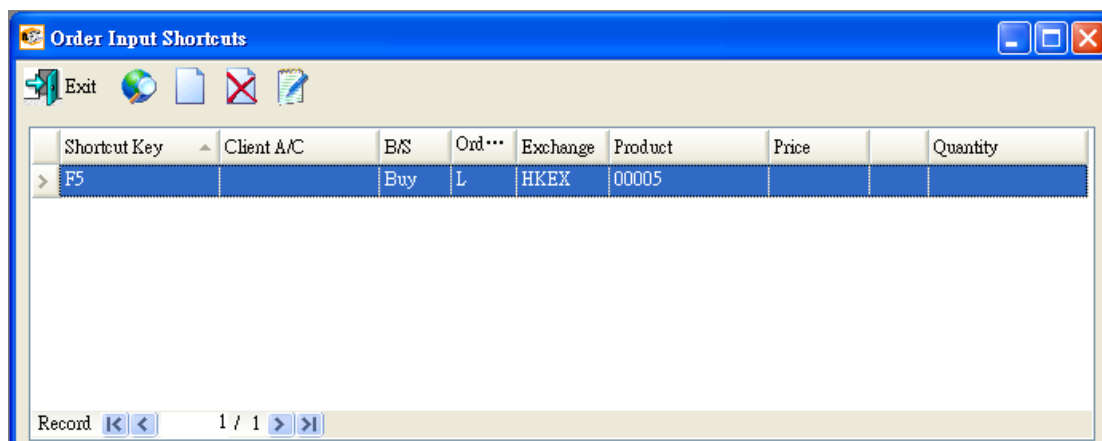 Order Input Shortcuts
Exit
Shortcut Key Client A/C B/S Ord... Exchange Product Price Quantity
F5 Buy L HKEX 00005
Record 1 / 1